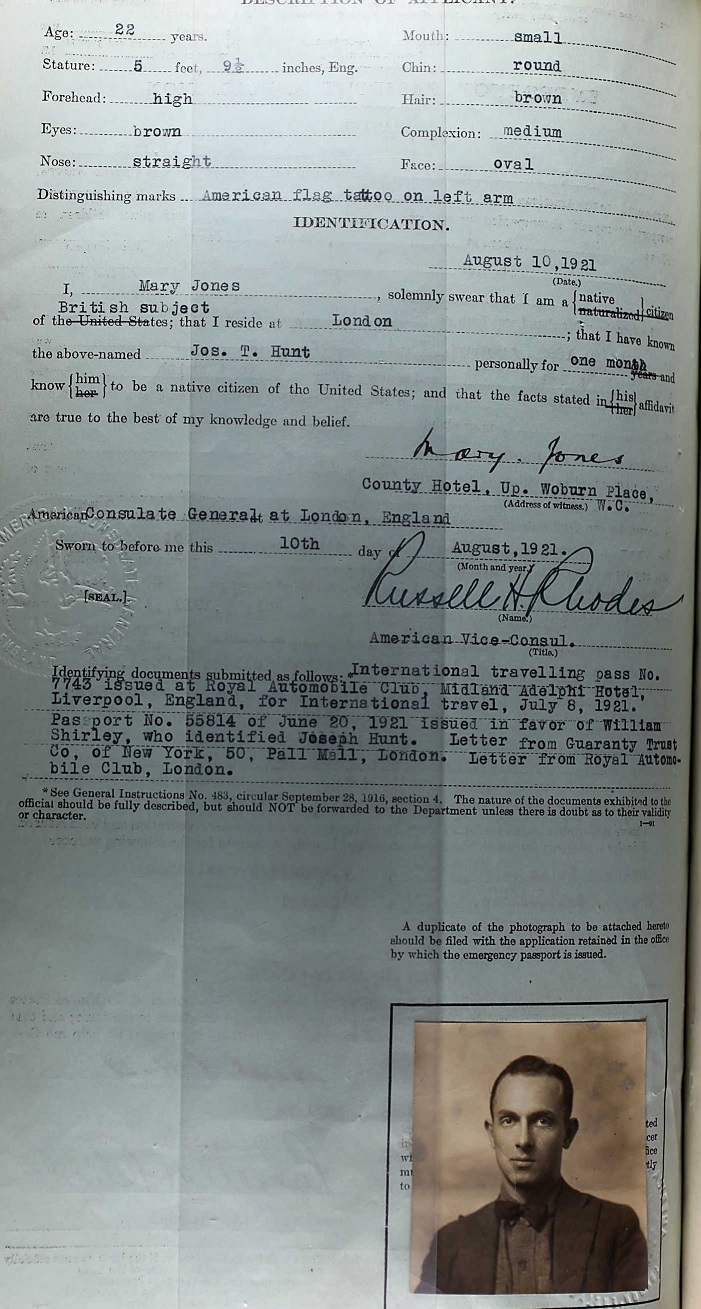 DESCRIPTION OF APPLICANT.
Age: 22 years.
Mouth: small
Stature: 5 feet, 9½ inches, Eng.
Chin: round
Forehead: high
Hair: brown
Eyes: brown
Complexion: medium
Nose: straight
Face: oval
Distinguishing marks American flag tattoo on left arm
IDENTIFICATION.
August 10, 1921
(Date.)
I, Mary Jones, solemnly swear that I am a {native naturalized} citizen
British subject
of the United States; that I reside at London; that I have known
the above-named Jos. T. Hunt personally for one month years and
know {him her} to be a native citizen of the United States; and that the facts stated in {his her} affidavit
are true to the best of my knowledge and belief.
Mary. Jones
County Hotel, Up. Woburn Place,
(Address of witness.) W.C.
American Consulate General at London, England
Sworn to before me this 10th day of August, 1921.
(Month and year.)
Russell H. Rhodes
[SEAL.]
(Name.)
American Vice-Consul.
(Title.)
Identifying documents submitted as follows:* International travelling pass No.
7743 issued at Royal Automobile Club, Midland Adelphi Hotel,
Liverpool, England, for International travel, July 8, 1921.
Passport No. 55814 of June 20, 1921 issued in favor of William
Shirley, who identified Joseph Hunt. Letter from Guaranty Trust
Co, of New York, 50, Pall Mall, London. Letter from Royal Automo-
bile Club, London.
*See General Instructions No. 483, circular September 28, 1916, section 4. The nature of the documents exhibited to the
official should be fully described, but should NOT be forwarded to the Department unless there is doubt as to their validity
or character.
1—91
A duplicate of the photograph to be attached hereto
should be filed with the application retained in the office
by which the emergency passport is issued.